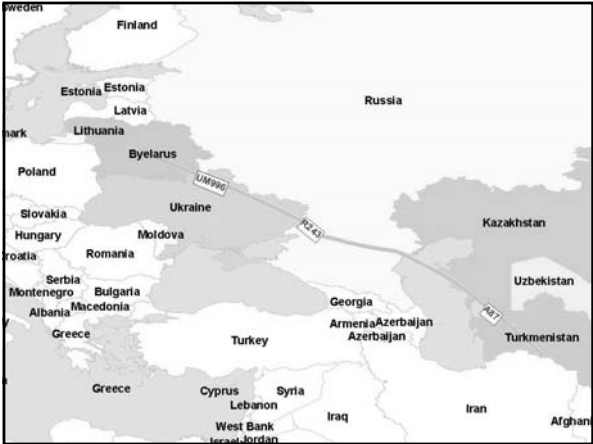 Sweden
Finland
Estonia
Estonia
Latvia
mark
Lithuania
Russia
Byelarus
Poland
UM996
Slovakia
Ukraine
R243
Kazakhstan
Hungary
Moldova
Croatia
Romania
Serbia
Uzbekistan
Montenegro
Bulgaria
Georgia
A87
Albania
Macedonia
Armenia
Azerbaijan
Greece
Azerbaijan
Turkey
Turkmenistan
Greece
Cyprus
Syria
Lebanon
Iraq
Iran
Afghani
West Bank
Israel
Jordan